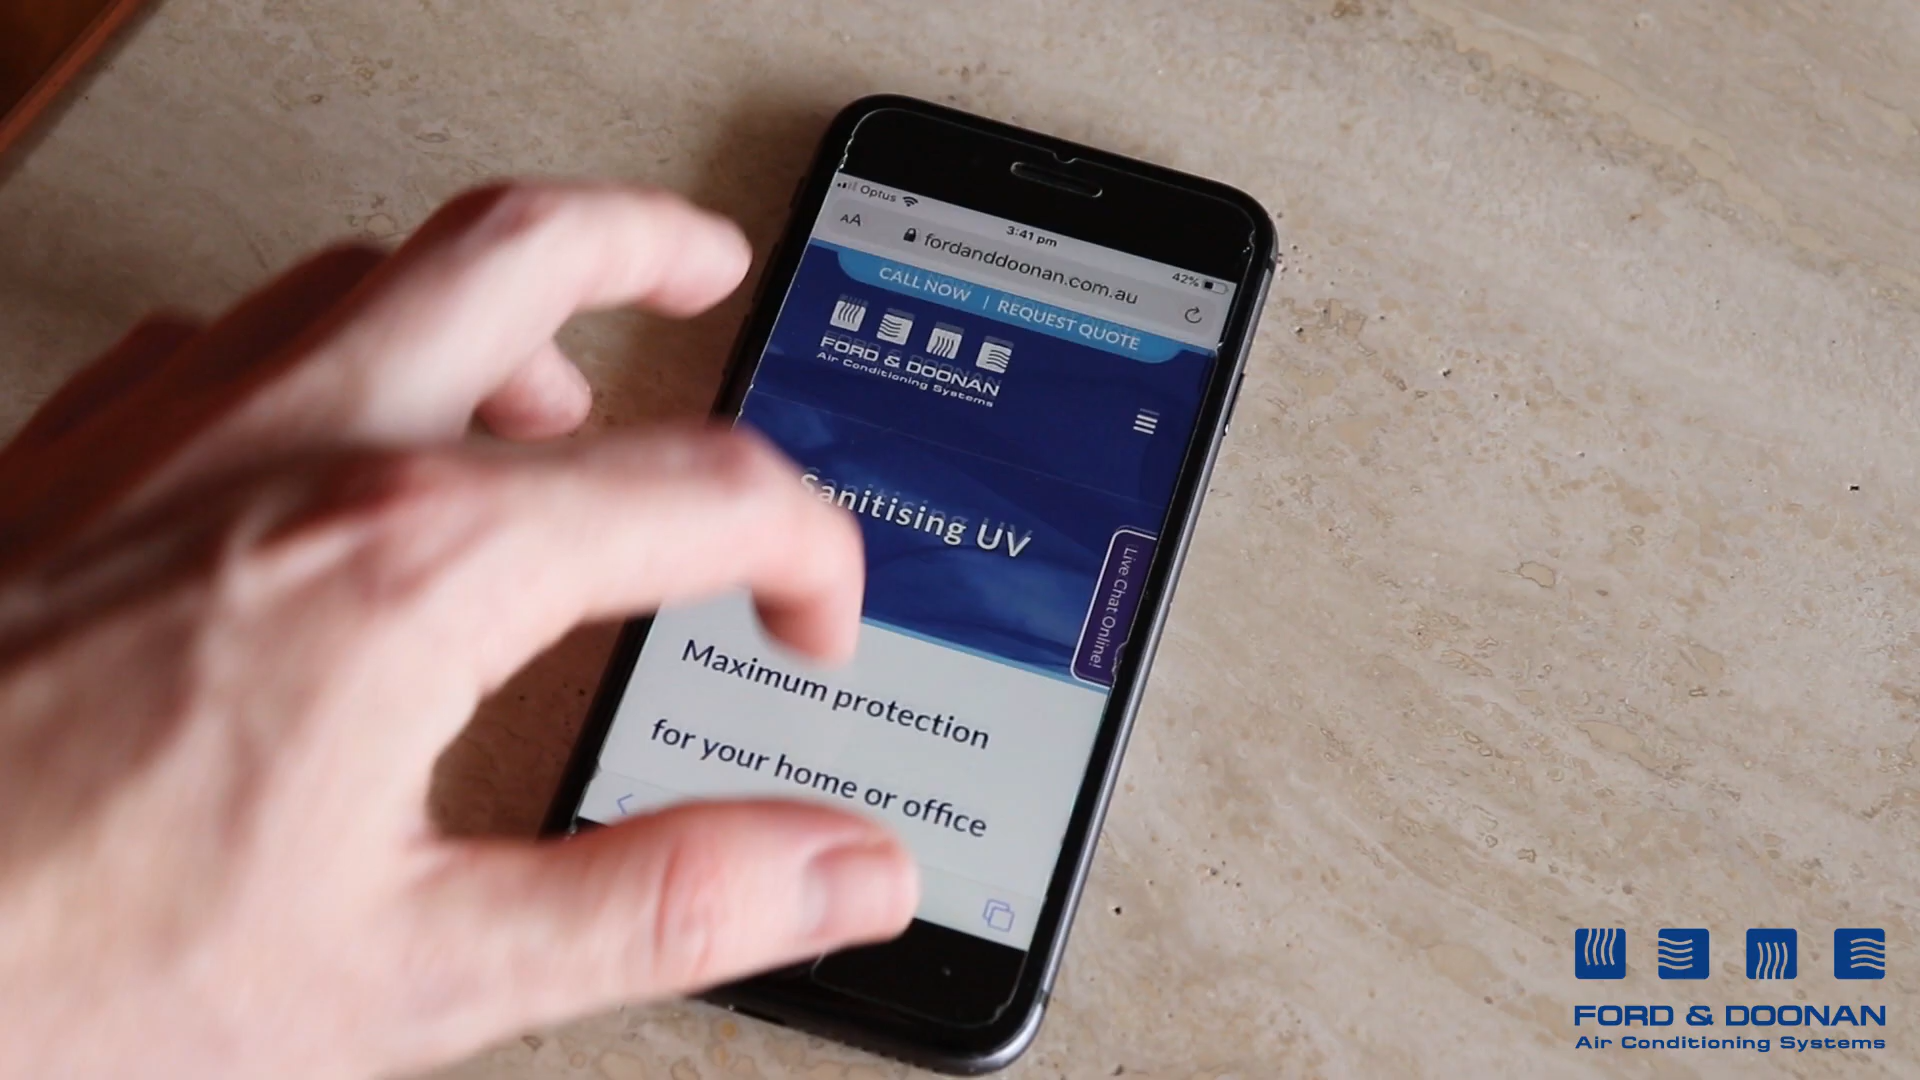 Optus
3:41 pm
42%
AA
fordanddoonan.com.au
CALL NOW | REQUEST QUOTE
FORD & DOONAN
Air Conditioning Systems
Sanitising UV
Live Chat Online!
Maximum protection
for your home or office
FORD & DOONAN
Air Conditioning Systems